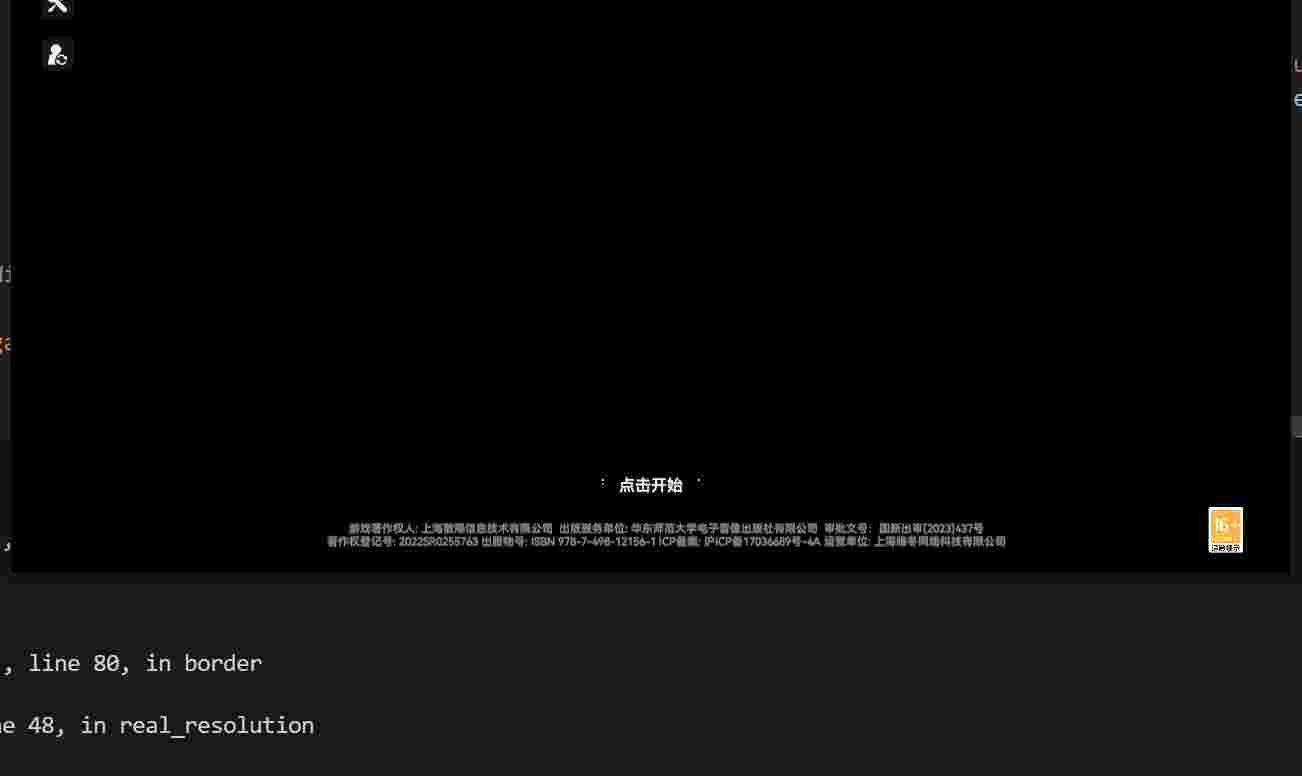 点击开始
游戏著作权人: 上海散爆信息技术有限公司 出版服务单位: 华东师范大学电子音像出版社有限公司 审批文号: 国新出审[2023]437号
著作权登记号: 2022SR0255763 出版物号: ISBN 978-7-498-12156-1 ICP备案: 沪ICP备17036689号-4A 运营单位: 上海暖冬网络科技有限公司
16+
, line 80, in border
e 48, in real_resolution